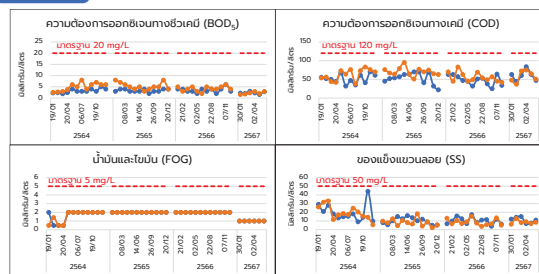 ความต้องการออกซิเจนทางชีวเคมี (BOD₅)
มาตรฐาน 20 mg/L
มิลลิกรัม/ลิตร
25
20
15
10
5
0
19/01 20/04 06/07 19/10 08/03 14/06 26/09 20/12 21/02 02/05 22/08 07/11 30/01 02/04
2564 2565 2566 2567
ความต้องการออกซิเจนทางเคมี (COD)
มาตรฐาน 120 mg/L
มิลลิกรัม/ลิตร
150
100
50
0
19/01 20/04 06/07 19/10 08/03 14/06 26/09 20/12 21/02 02/05 22/08 07/11 30/01 02/04
2564 2565 2566 2567
น้ำมันและไขมัน (FOG)
มาตรฐาน 5 mg/L
มิลลิกรัม/ลิตร
6
5
4
3
2
1
0
19/01 20/04 06/07 19/10 08/03 14/06 26/09 20/12 21/02 02/05 22/08 07/11 30/01 02/04
2564 2565 2566 2567
ของแข็งแขวนลอย (SS)
มาตรฐาน 50 mg/L
มิลลิกรัม/ลิตร
60
50
40
30
20
10
0
19/01 20/04 06/07 19/10 08/03 14/06 26/09 20/12 21/02 02/05 22/08 07/11 30/01 02/04
2564 2565 2566 2567